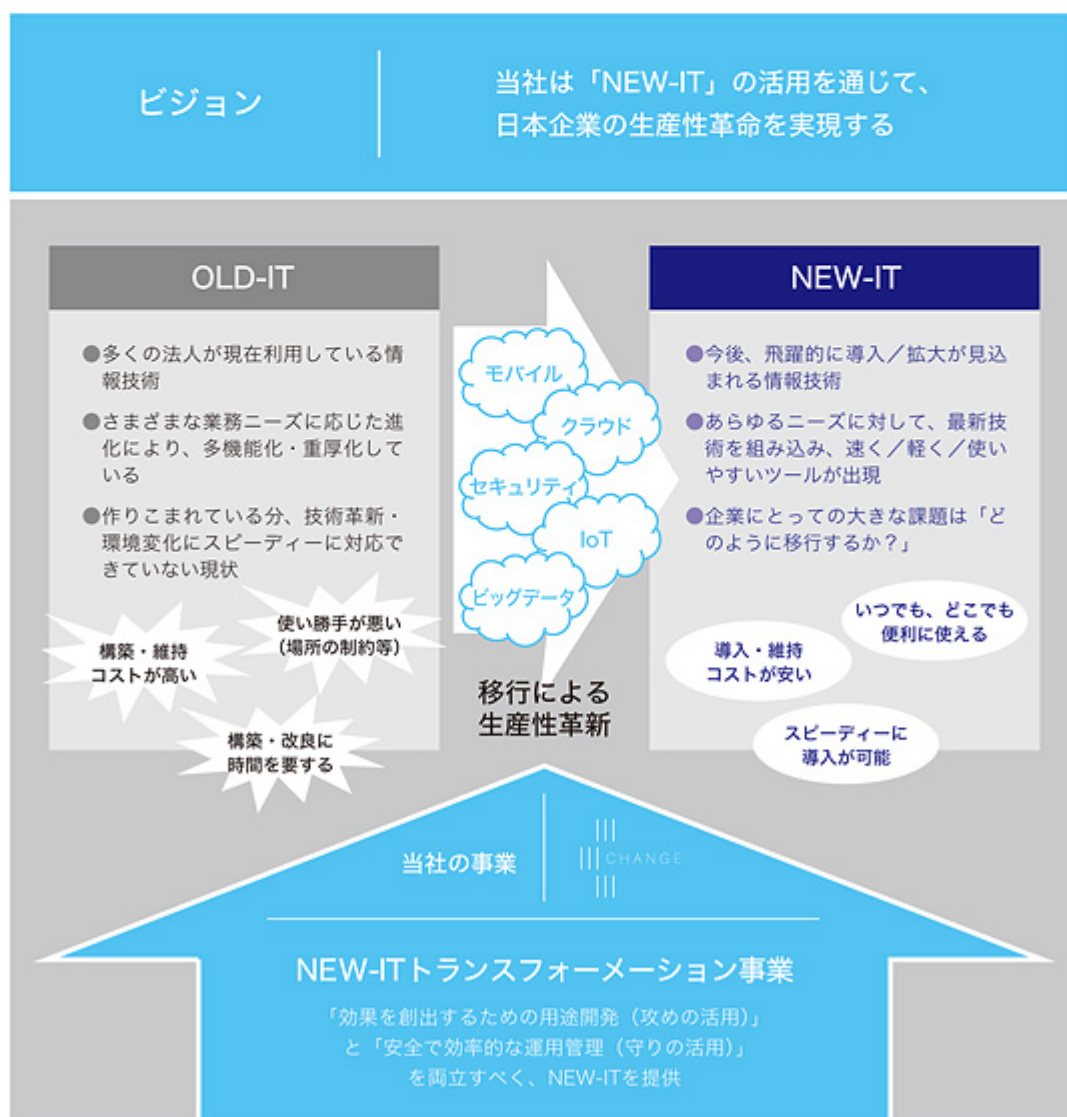 ビジョン
当社は「NEW-IT」の活用を通じて、
日本企業の生産性革命を実現する
OLD-IT
●多くの法人が現在利用している情
報技術
●さまざまな業務ニーズに応じた進
化により、多機能化・重厚化して
いる
●作りこまれている分、技術革新・
環境変化にスピーディーに対応で
きていない現状
構築・維持
コストが高い
使い勝手が悪い
（場所の制約等）
構築・改良に
時間を要する
モバイル
クラウド
セキュリティ
IoT
ビッグデータ
移行による
生産性革新
NEW-IT
●今後、飛躍的に導入／拡大が見込
まれる情報技術
●あらゆるニーズに対して、最新技
術を組み込み、速く／軽く／使い
やすいツールが出現
●企業にとっての大きな課題は「ど
のように移行するか？」
いつでも、どこでも
便利に使える
導入・維持
コストが安い
スピーディーに
導入が可能
当社の事業
CHANGE
NEW-ITトランスフォーメーション事業
「効果を創出するための用途開発（攻めの活用）」
と「安全で効率的な運用管理（守りの活用）」
を両立すべく、NEW-ITを提供